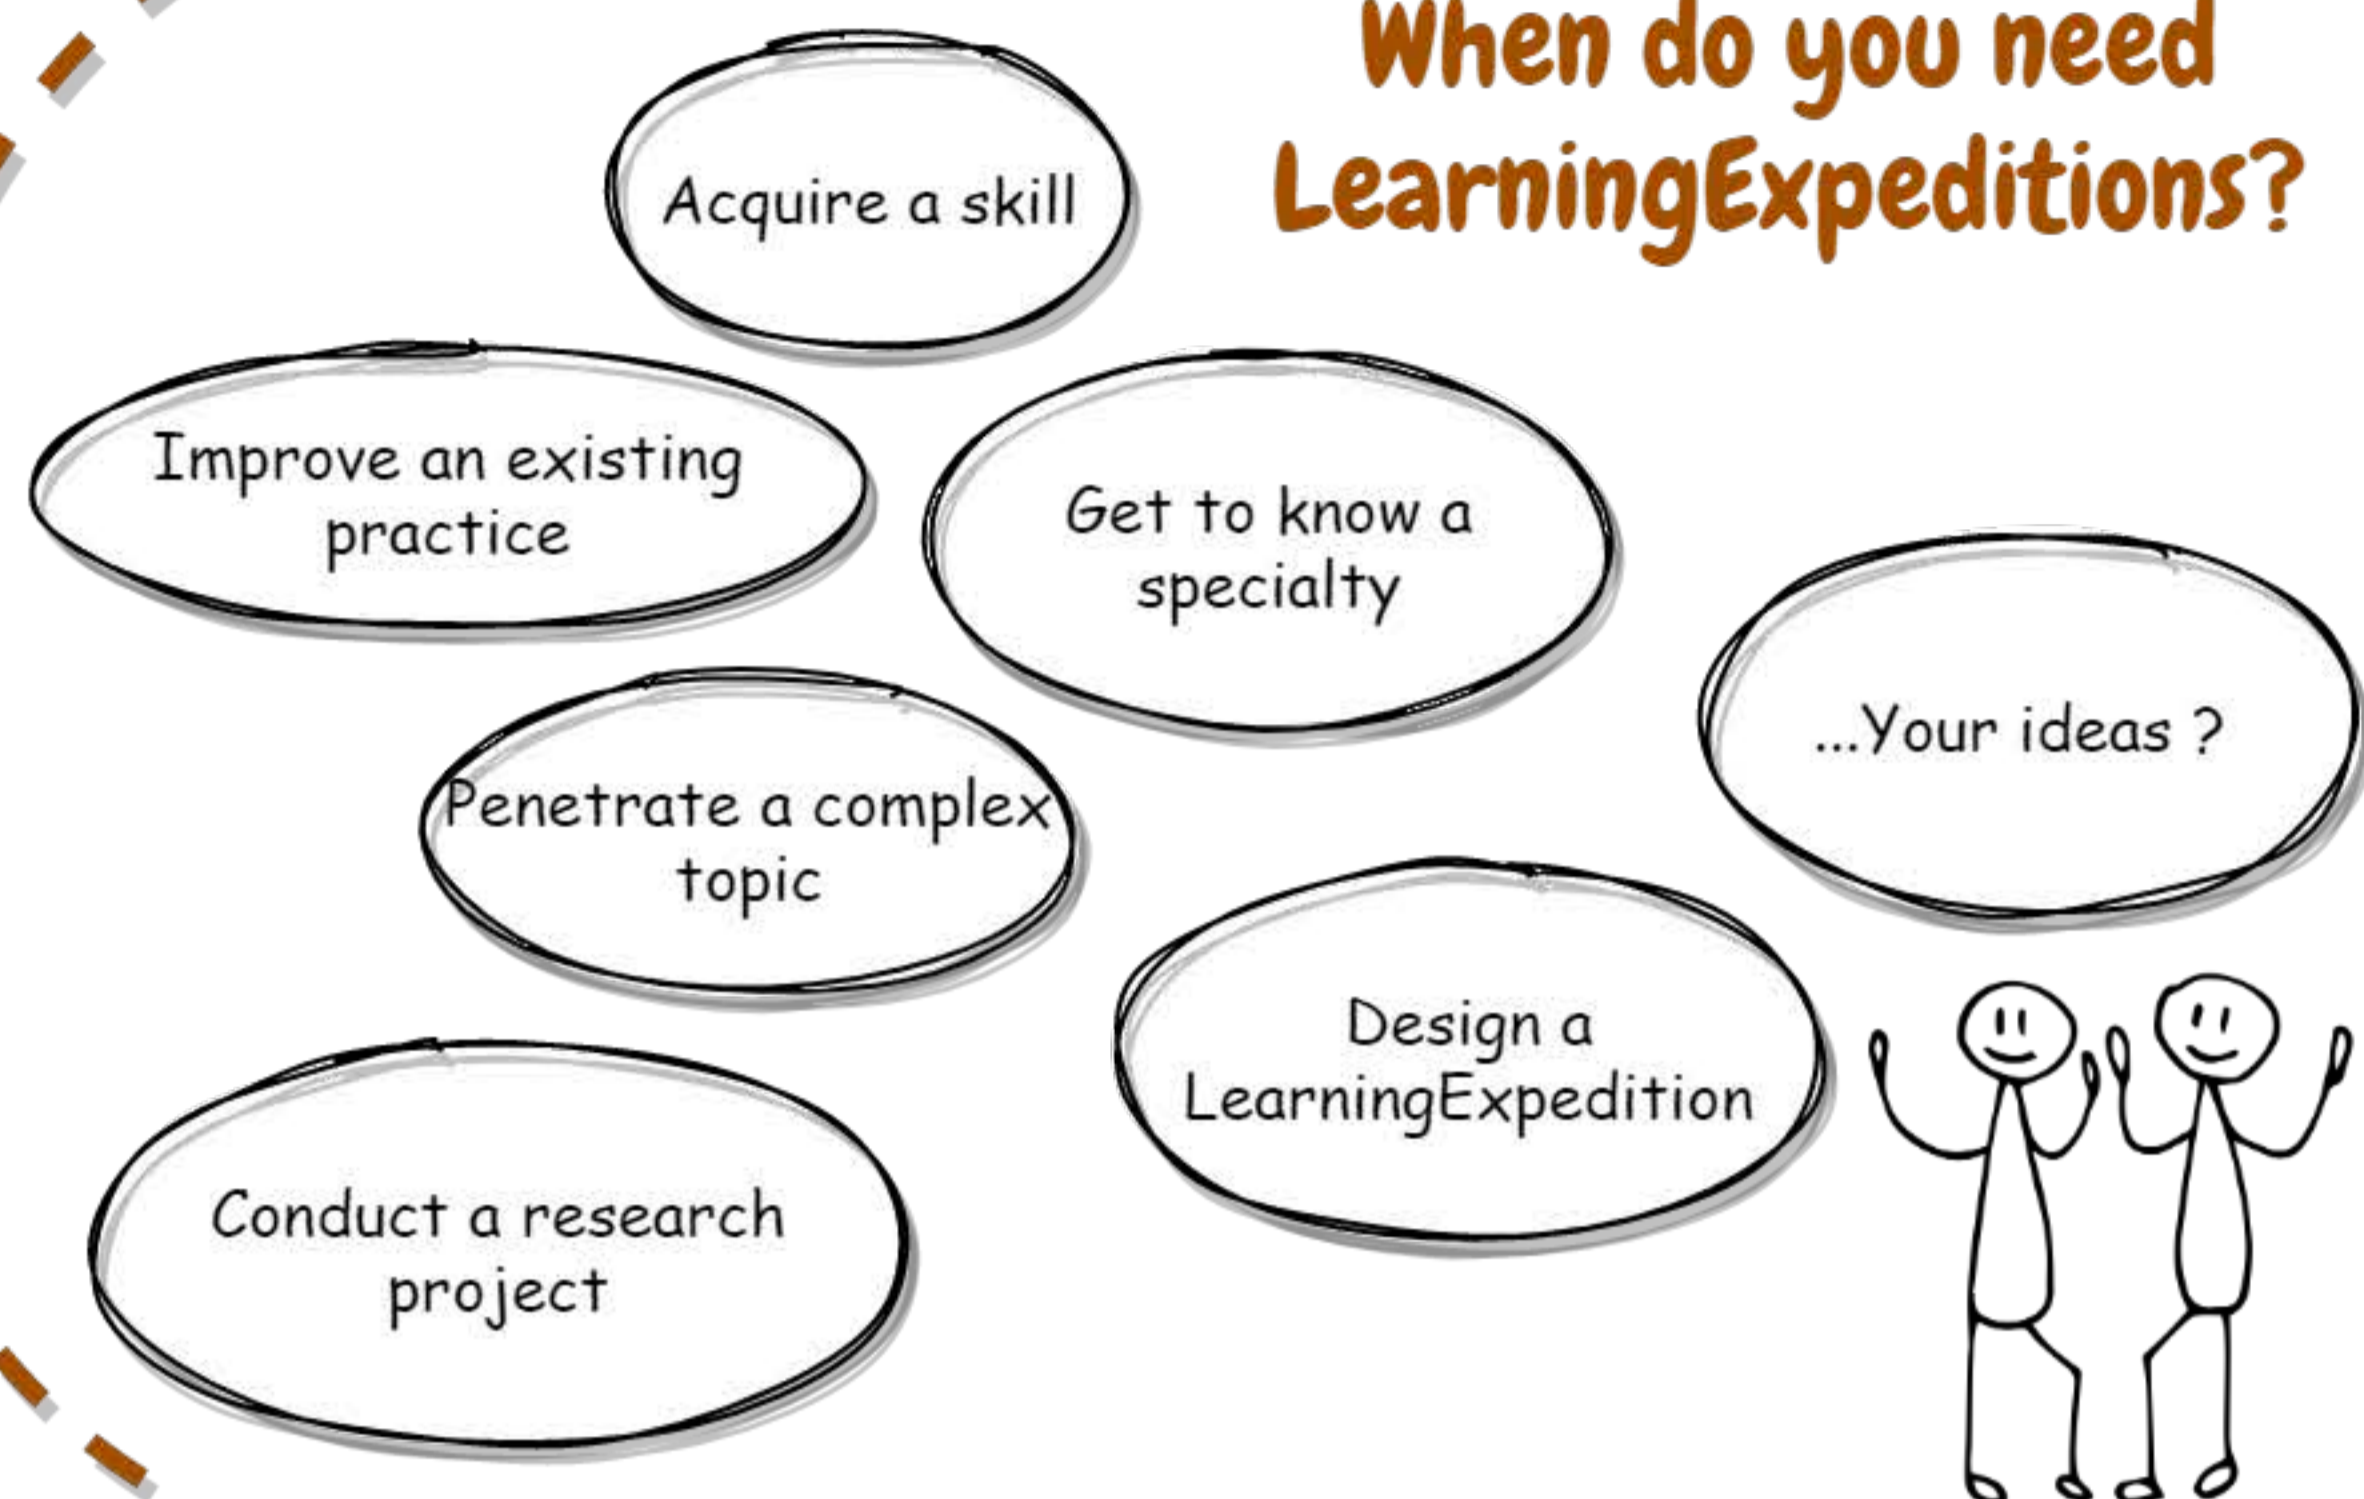 When do you need
LearningExpeditions?
Acquire a skill
Improve an existing
practice
Get to know a
specialty
...Your ideas ?
Penetrate a complex
topic
Design a
LearningExpedition
Conduct a research
project